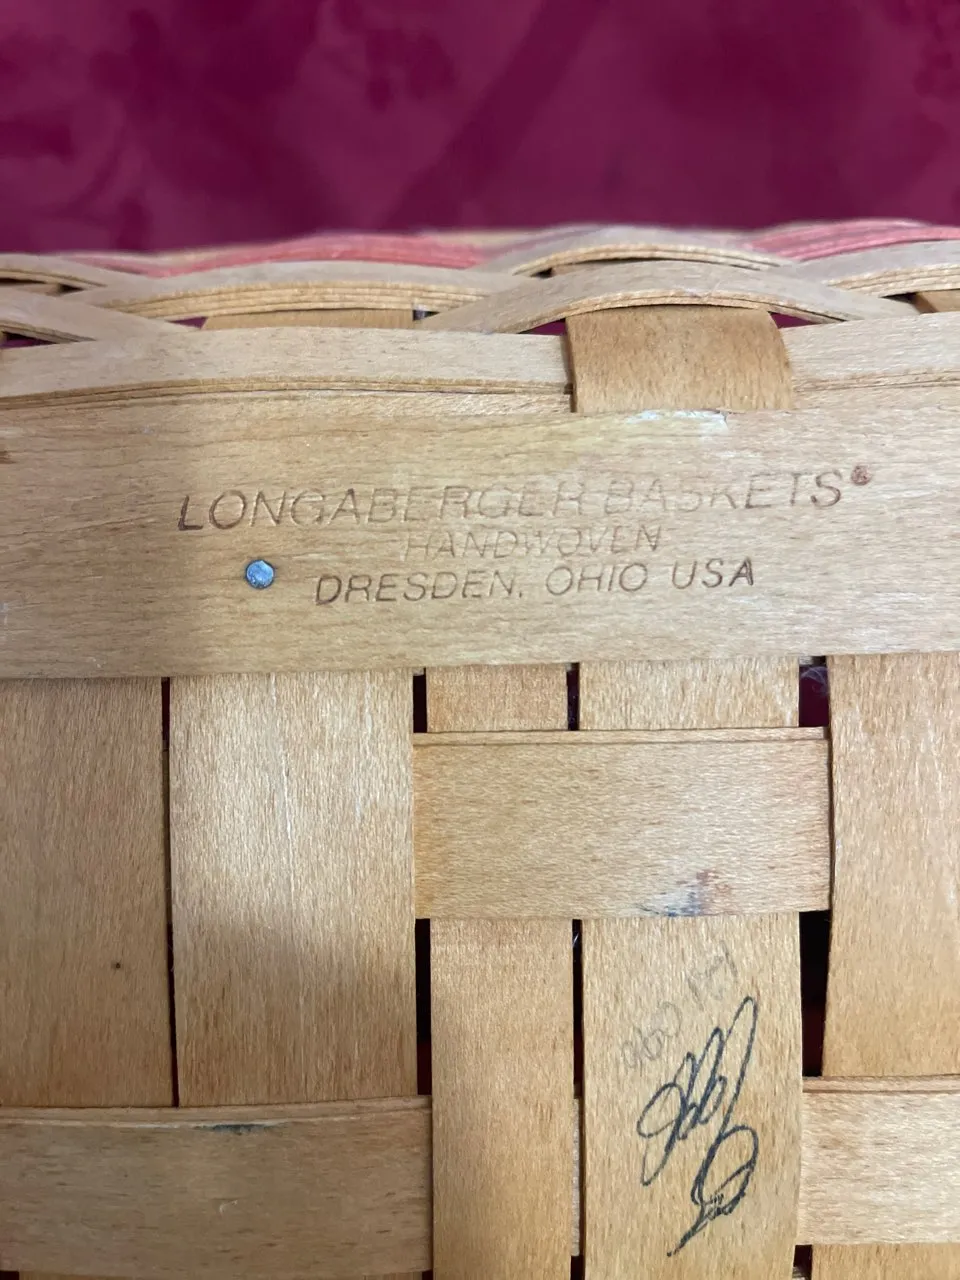 LONGABERGER BASKETS®
HANDWOVEN
DRESDEN, OHIO USA